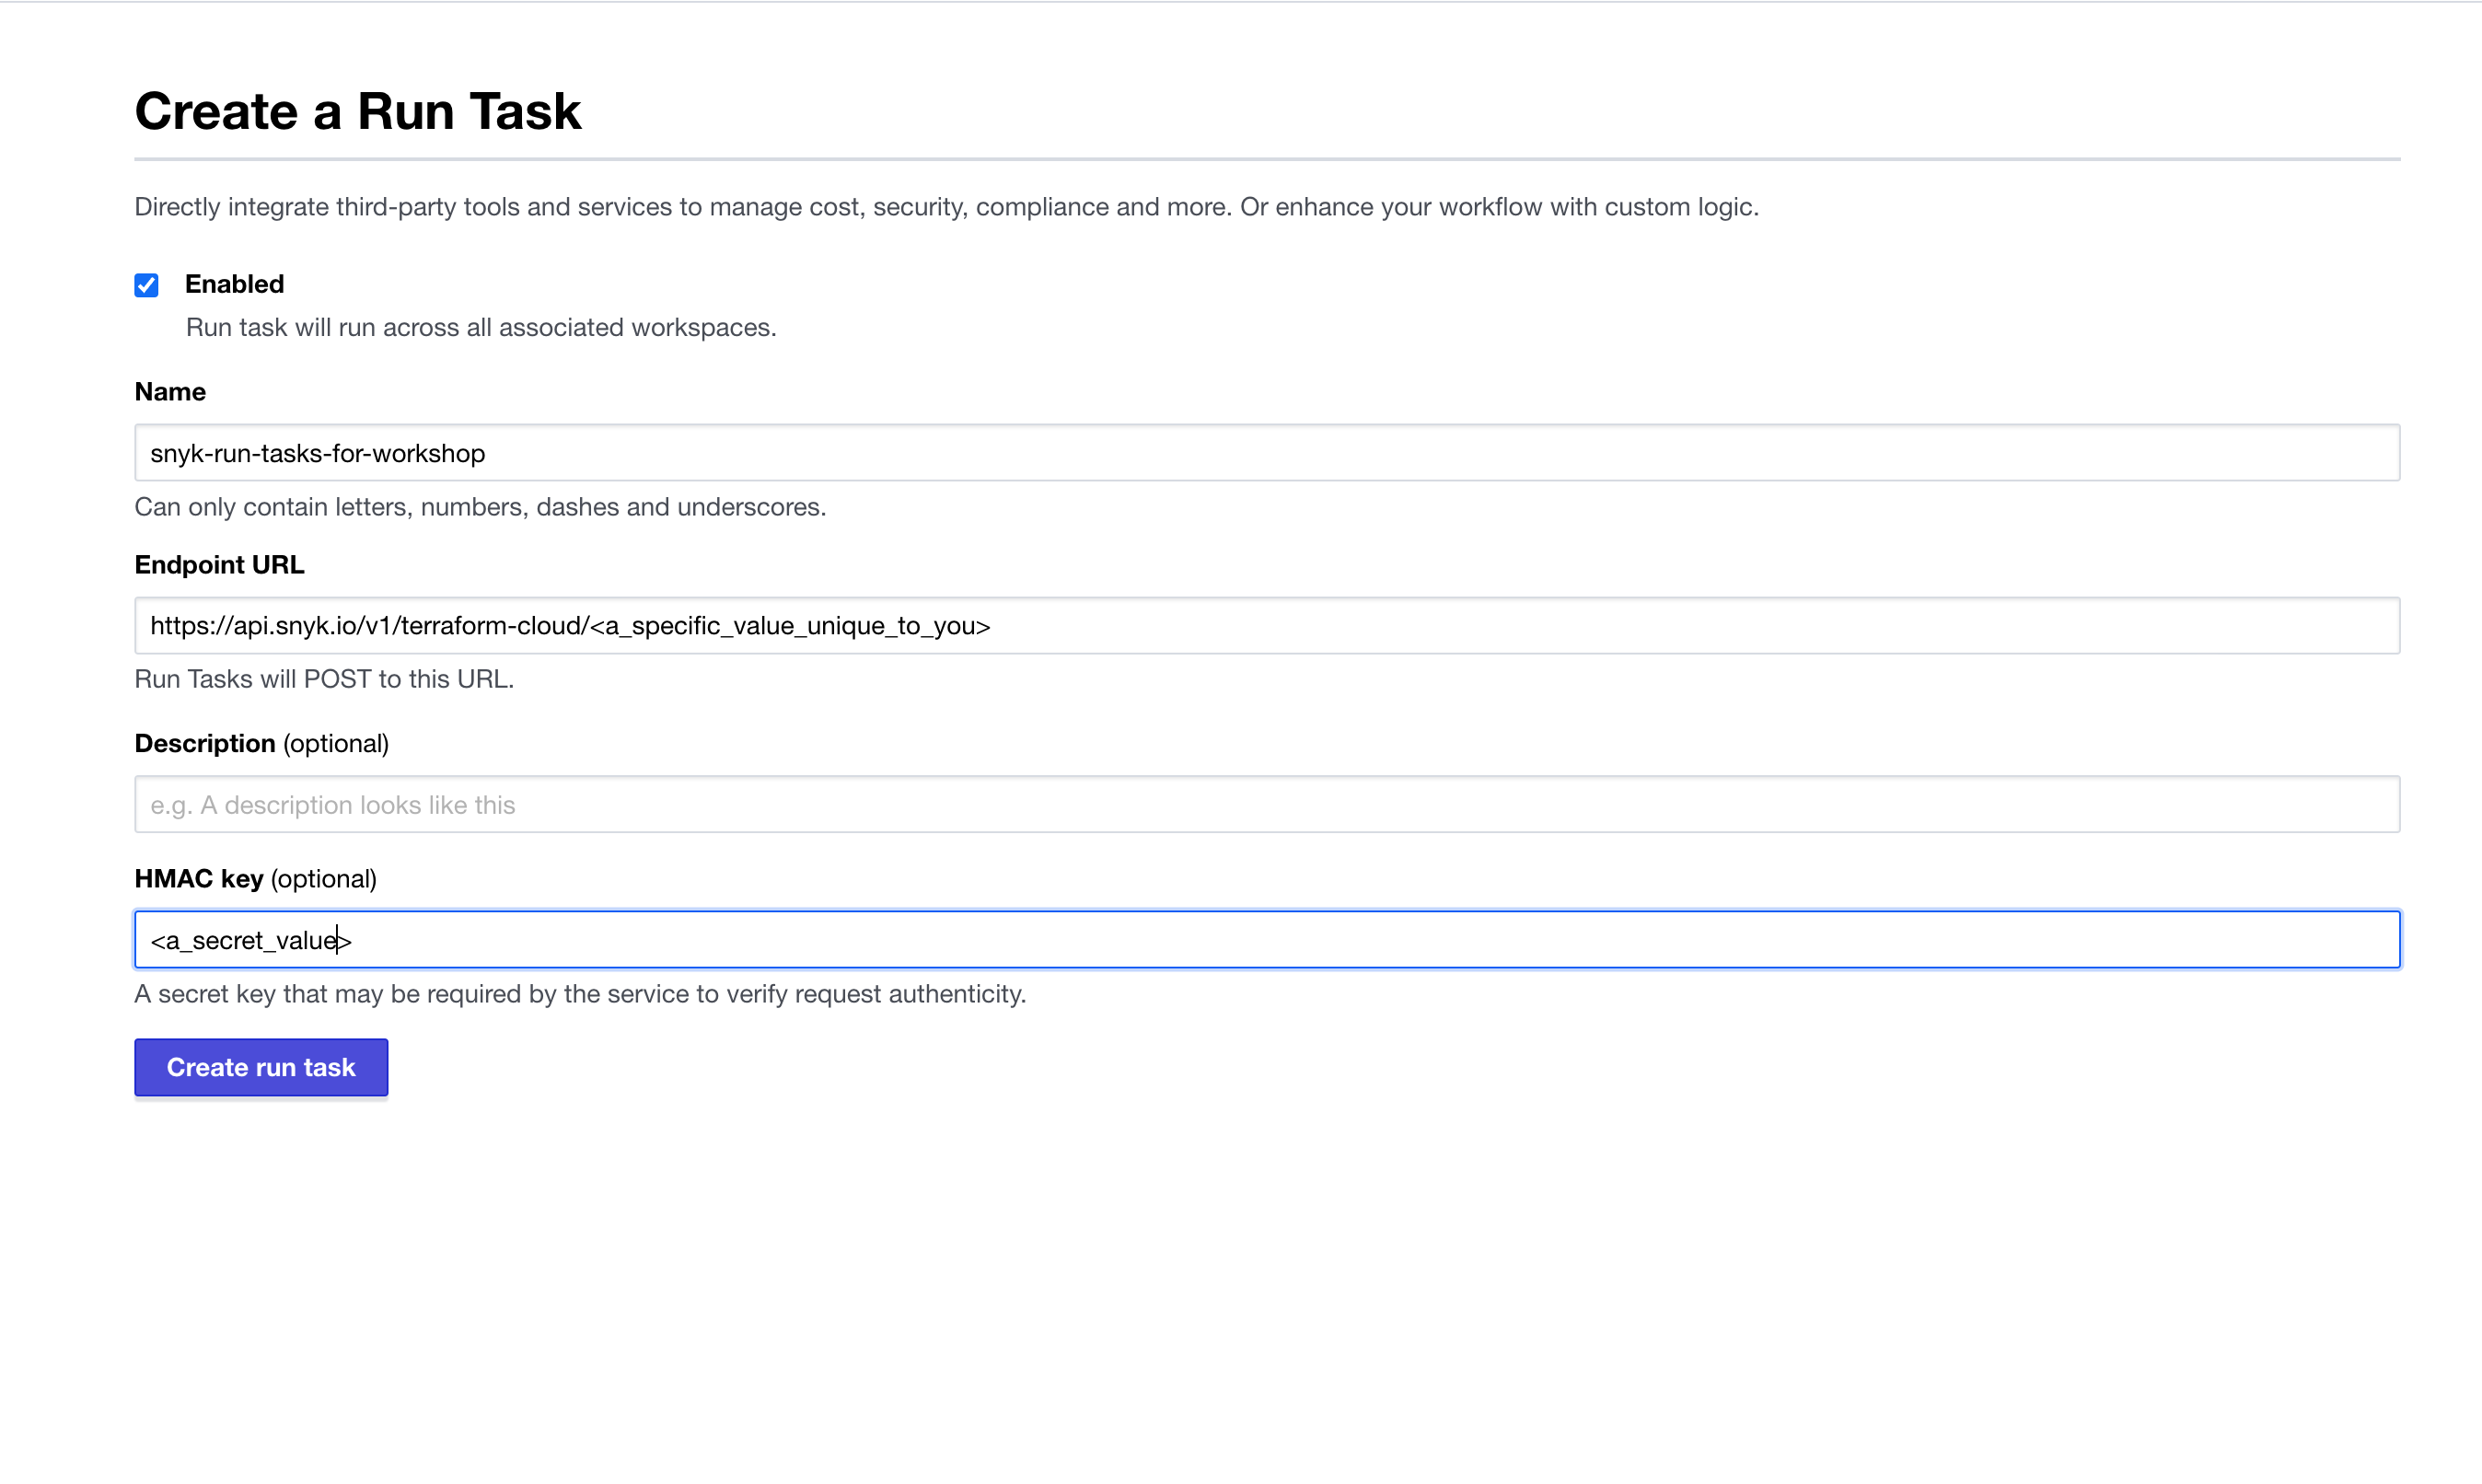 Create a Run Task
Directly integrate third-party tools and services to manage cost, security, compliance and more. Or enhance your workflow with custom logic.
Enabled
Run task will run across all associated workspaces.
Name
snyk-run-tasks-for-workshop
Can only contain letters, numbers, dashes and underscores.
Endpoint URL
https://api.snyk.io/v1/terraform-cloud/<a_specific_value_unique_to_you>
Run Tasks will POST to this URL.
Description (optional)
e.g. A description looks like this
HMAC key (optional)
<a_secret_value>
A secret key that may be required by the service to verify request authenticity.
Create run task